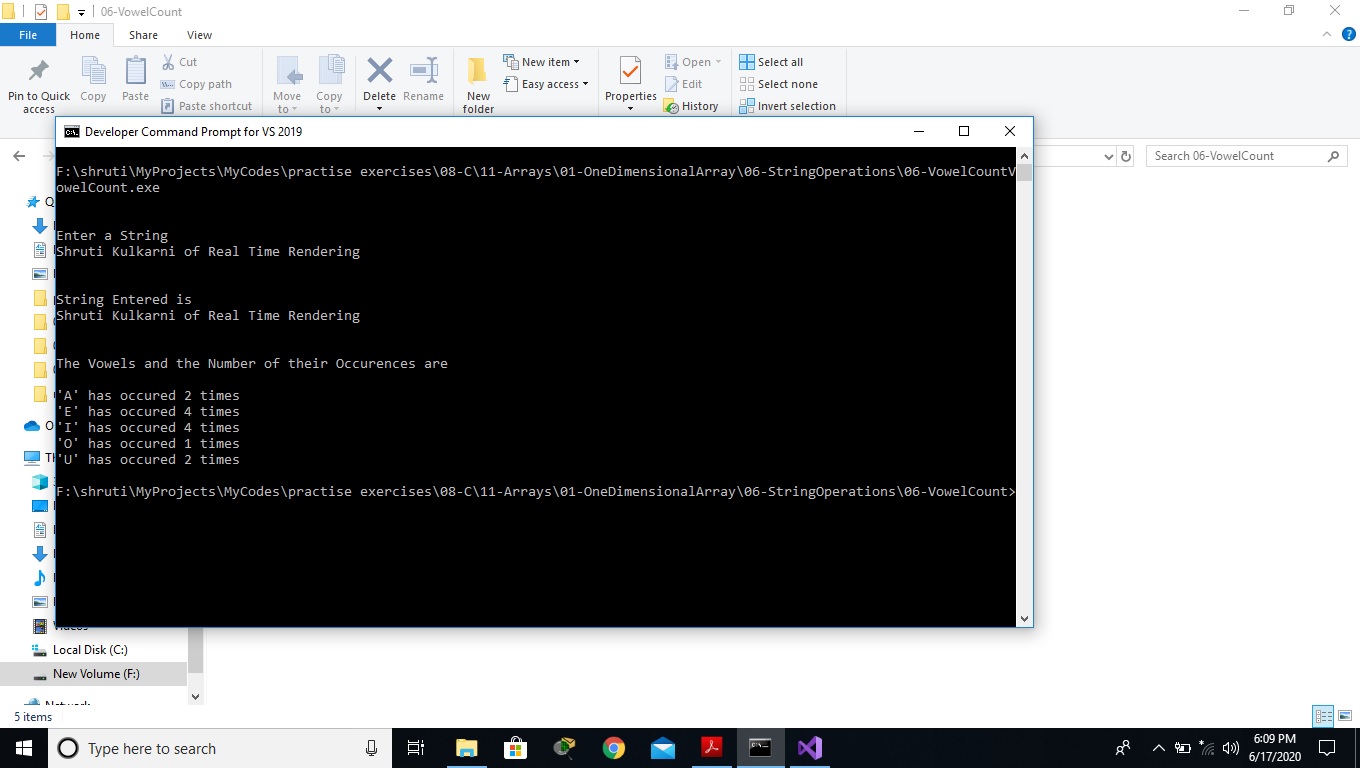 06-VowelCount
File Home Share View
Pin to Quick access
Copy
Paste
Cut
Copy path
Paste shortcut
Move to
Copy to
Delete
Rename
New folder
New item
Easy access
Properties
Open
Edit
History
Select all
Select none
Invert selection
Developer Command Prompt for VS 2019
Search 06-VowelCount
F:\shruti\MyProjects\MyCodes\practise exercises\08-C\11-Arrays\01-OneDimensionalArray\06-StringOperations\06-VowelCountV
owelCount.exe
Enter a String
Shruti Kulkarni of Real Time Rendering
String Entered is
Shruti Kulkarni of Real Time Rendering
The Vowels and the Number of their Occurences are
'A' has occured 2 times
'E' has occured 4 times
'I' has occured 4 times
'O' has occured 1 times
'U' has occured 2 times
F:\shruti\MyProjects\MyCodes\practise exercises\08-C\11-Arrays\01-OneDimensionalArray\06-StringOperations\06-VowelCount>
Videos
Local Disk (C:)
New Volume (F:)
Network
5 items
Type here to search
6:09 PM
6/17/2020